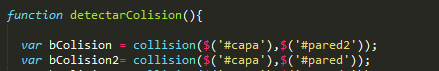 function detectarColision(){
var bColision = collision($('#capa'),$('#pared2'));
var bColision2= collision($('#capa'),$('#pared'));